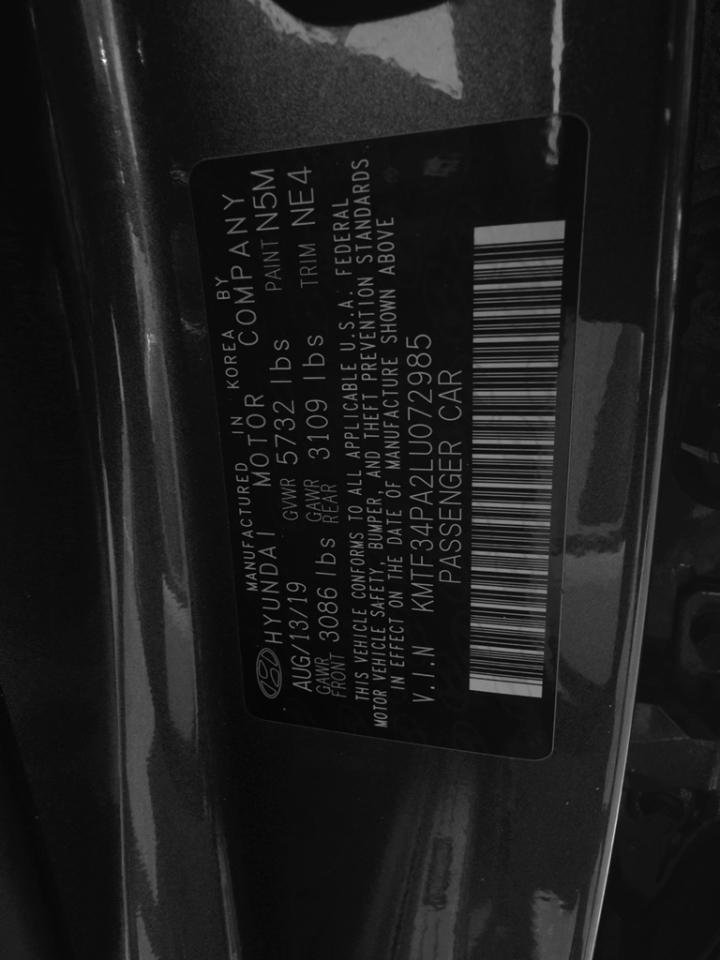 MANUFACTURED IN KOREA BY
HYUNDAI MOTOR COMPANY
AUG/13/19 GVWR 5732 lbs PAINT N5M
GAWR FRONT 3086 lbs GAWR REAR 3109 lbs TRIM NE4
THIS VEHICLE CONFORMS TO ALL APPLICABLE U.S.A. FEDERAL
MOTOR VEHICLE SAFETY, BUMPER, AND THEFT PREVENTION STANDARDS
IN EFFECT ON THE DATE OF MANUFACTURE SHOWN ABOVE
V.I.N KMTF34PA2LU072985
PASSENGER CAR